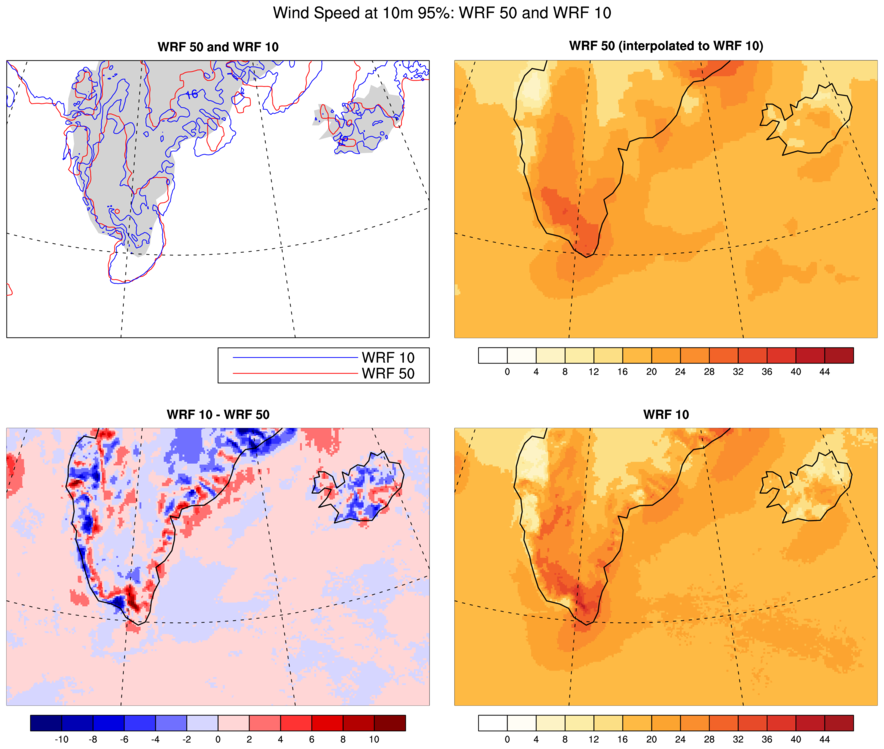 Wind Speed at 10m 95%: WRF 50 and WRF 10
WRF 50 and WRF 10
WRF 50 (interpolated to WRF 10)
16
WRF 10
WRF 50
0 4 8 12 16 20 24 28 32 36 40 44
WRF 10 - WRF 50
WRF 10
-10 -8 -6 -4 -2 0 2 4 6 8 10
0 4 8 12 16 20 24 28 32 36 40 44